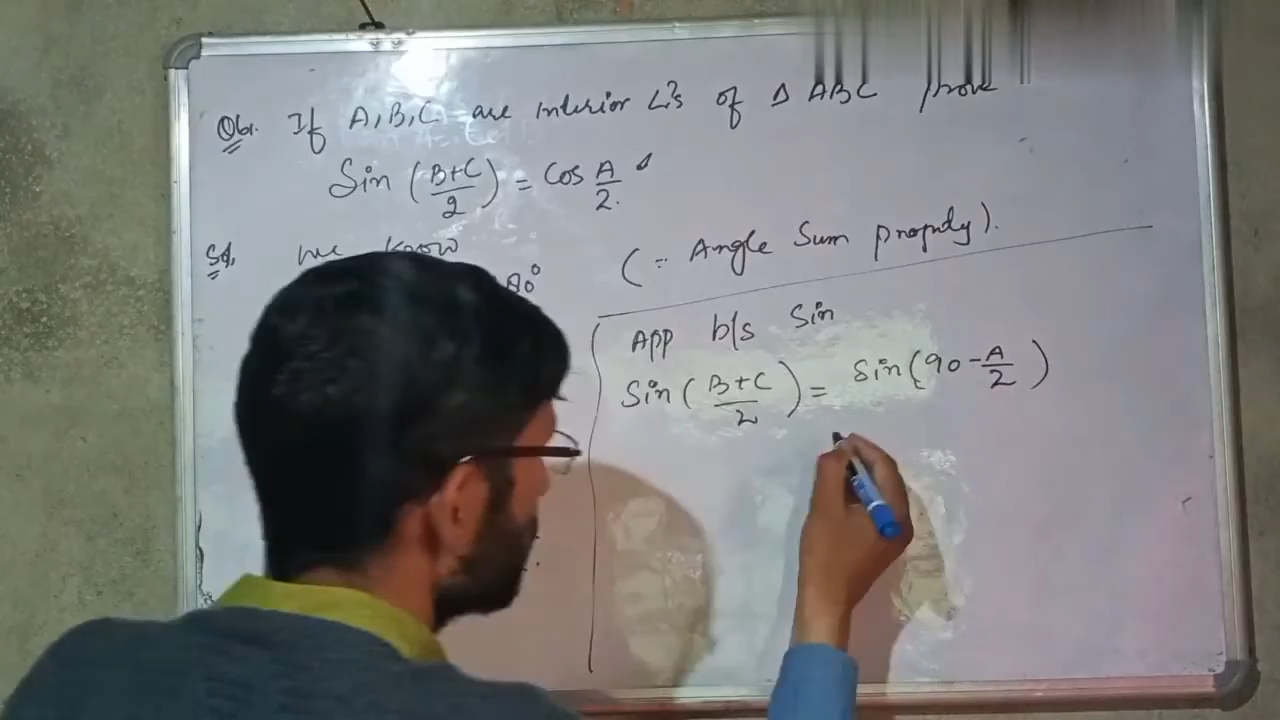 Q6. If A, B, C are interior ∠'s of Δ ABC prove
Sin (B+C/2) = Cos A/2.
Sol. we know
80°
(∵ Angle Sum property).
App b/s Sin
Sin (B+C/2) = Sin (90 - A/2)